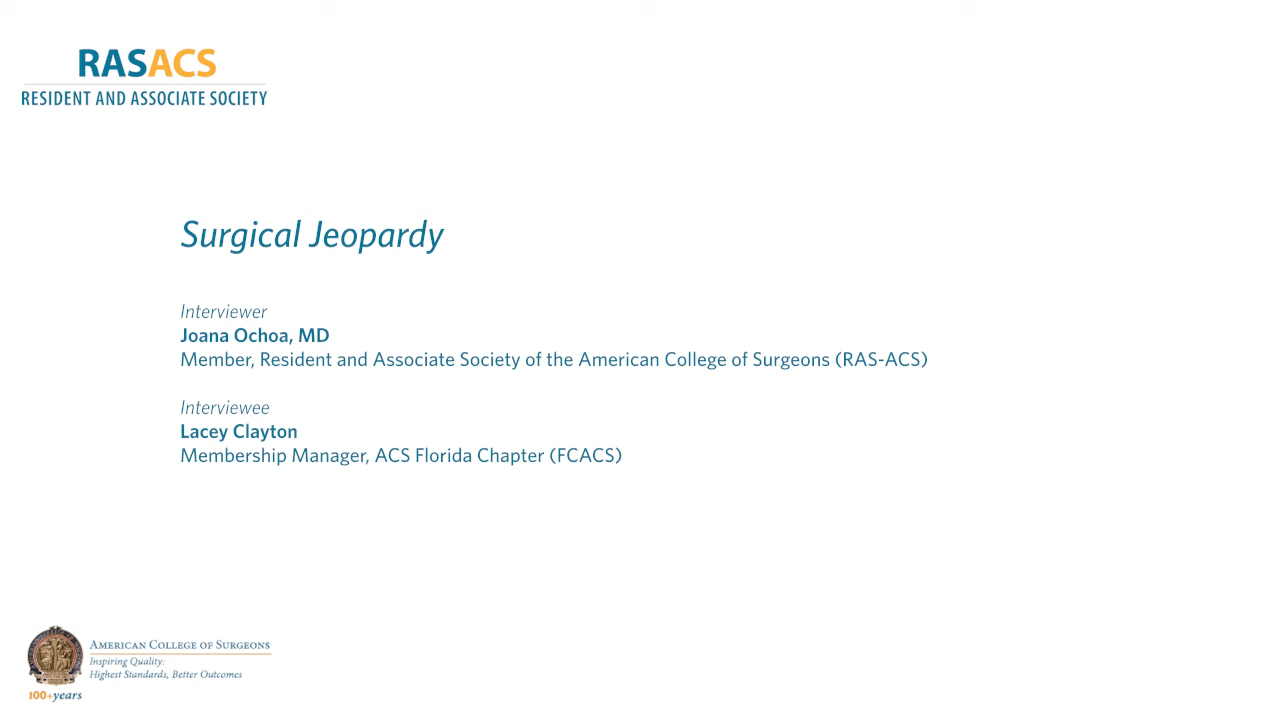 RASACS
RESIDENT AND ASSOCIATE SOCIETY
Surgical Jeopardy
Interviewer
Joana Ochoa, MD
Member, Resident and Associate Society of the American College of Surgeons (RAS-ACS)
Interviewee
Lacey Clayton
Membership Manager, ACS Florida Chapter (FCACS)
AMERICAN COLLEGE OF SURGEONS
Inspiring Quality:
Highest Standards, Better Outcomes
100+years